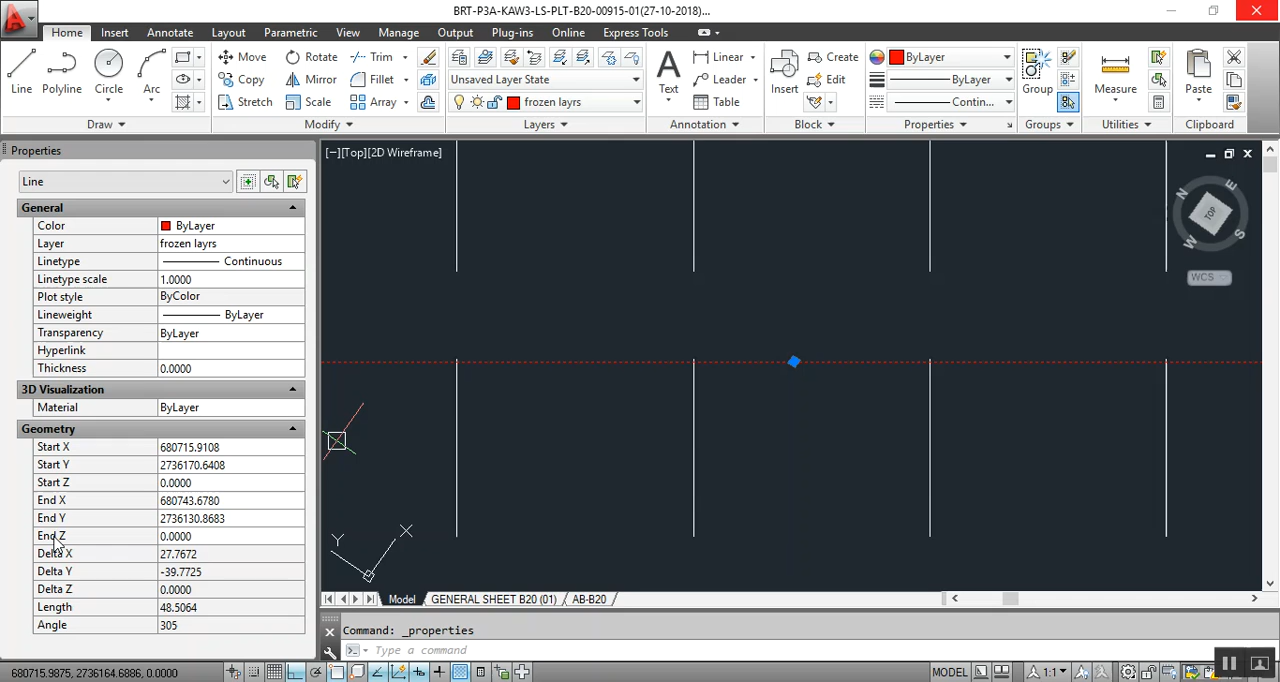 BRT-P3A-KAW3-LS-PLT-B20-00915-01(27-10-2018)...
Home Insert Annotate Layout Parametric View Manage Plug-ins Output Online Express Tools
Line Polyline Circle Arc
Draw
Move Rotate Trim
Copy Mirror Fillet
Stretch Scale Array
Modify
Unsaved Layer State
frozen layrs
Layers
Text
Linear
Leader
Table
Annotation
Insert
Create
Edit
Block
ByLayer
ByLayer
Contin...
Properties
Group
Groups
Measure
Utilities
Paste
Clipboard
Properties
Line
General
Color ByLayer
Layer frozen layrs
Linetype Continuous
Linetype scale 1.0000
Plot style ByColor
Lineweight ByLayer
Transparency ByLayer
Hyperlink
Thickness 0.0000
3D Visualization
Material ByLayer
Geometry
Start X 680715.9108
Start Y 2736170.6408
Start Z 0.0000
End X 680743.6780
End Y 2736130.8683
End Z 0.0000
Delta X 27.7672
Delta Y -39.7725
Delta Z 0.0000
Length 48.5064
Angle 305
[−][Top][2D Wireframe]
N E
TOP
W S
WCS
Y X
Model GENERAL SHEET B20 (01) AB-B20
Command: _properties
Type a command
680715.9875, 2736164.6886, 0.0000
MODEL 1:1